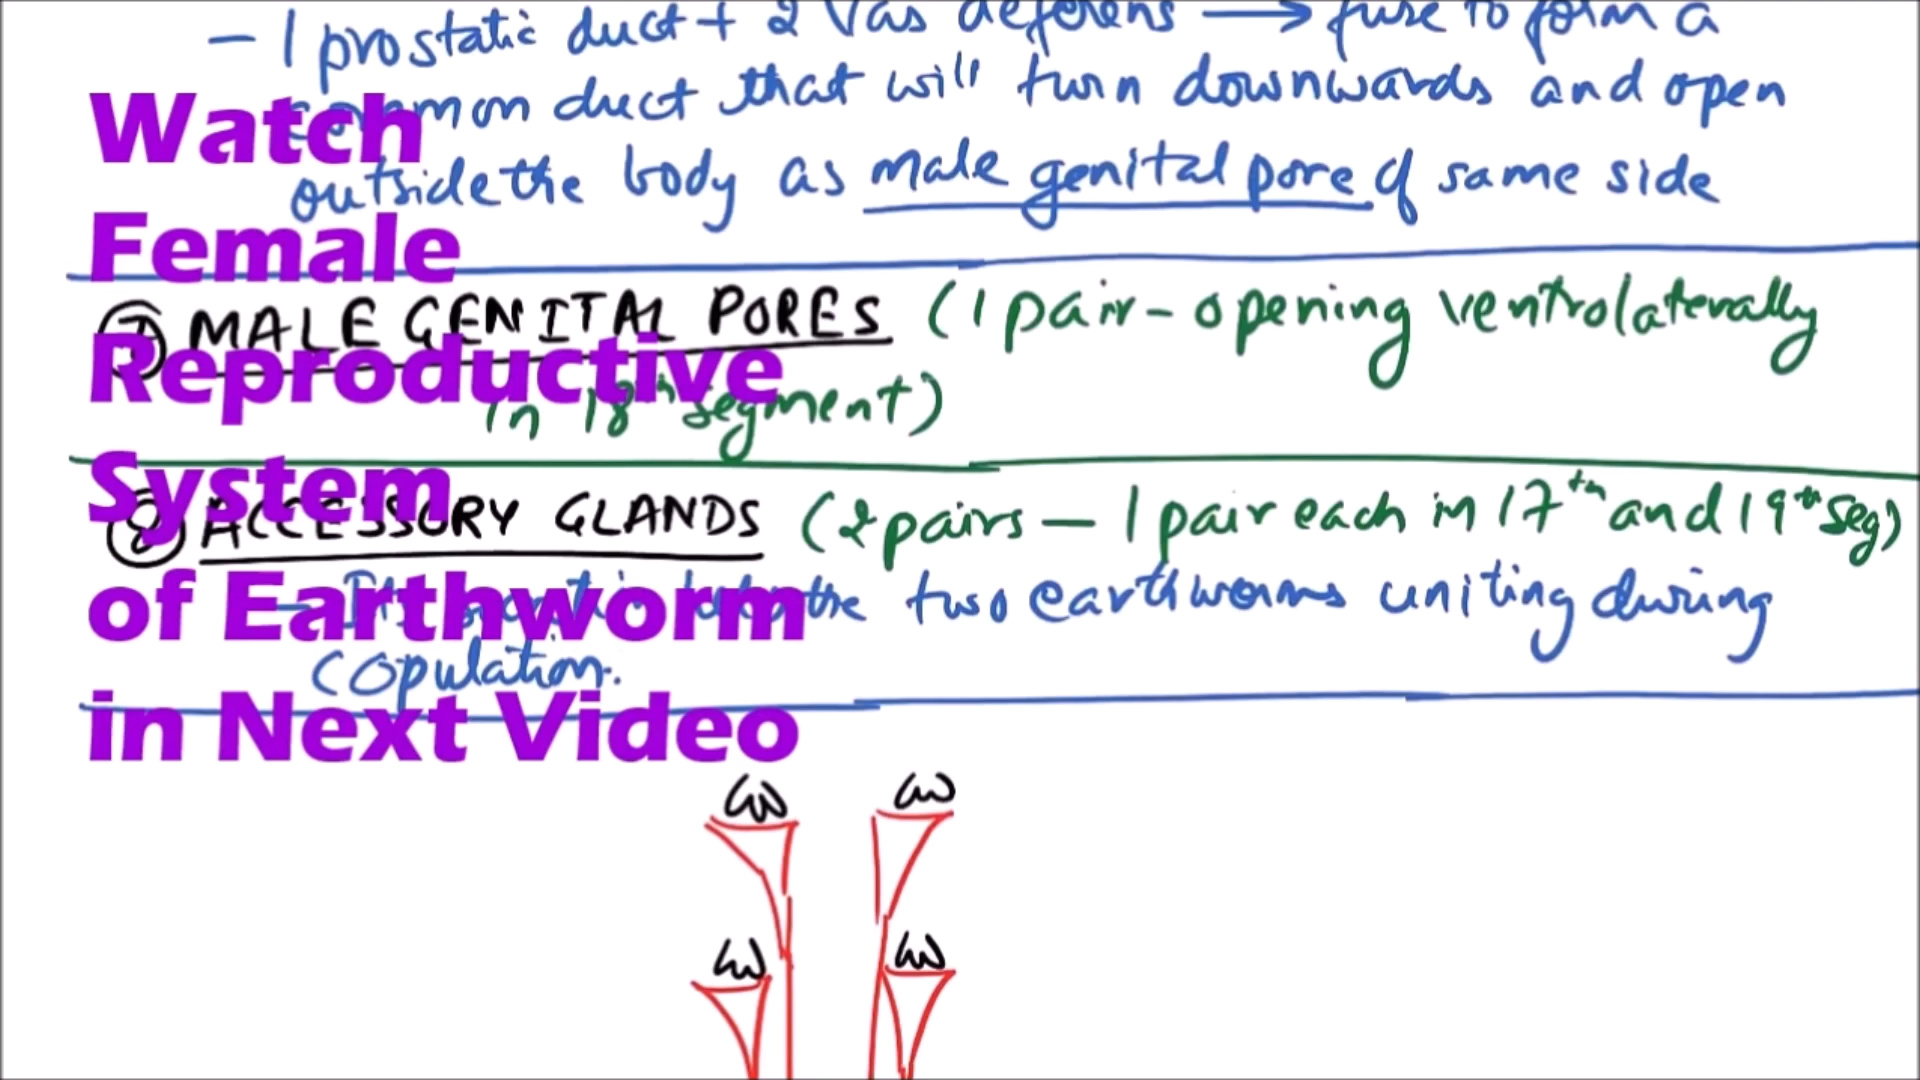 - 1 prostatic duct + 2 Vas deferens → fuse to form a
common duct that will turn downwards and open
outside the body as male genital pore of same side
⑦ MALE GENITAL PORES (1 pair - opening ventrolaterally
in 18th segment)
⑧ ACCESSORY GLANDS (2 pairs — 1 pair each in 17th and 19th seg)
- the two earthworms uniting during
copulation.
Watch
Female
Reproductive
System
of Earthworm
in Next Video